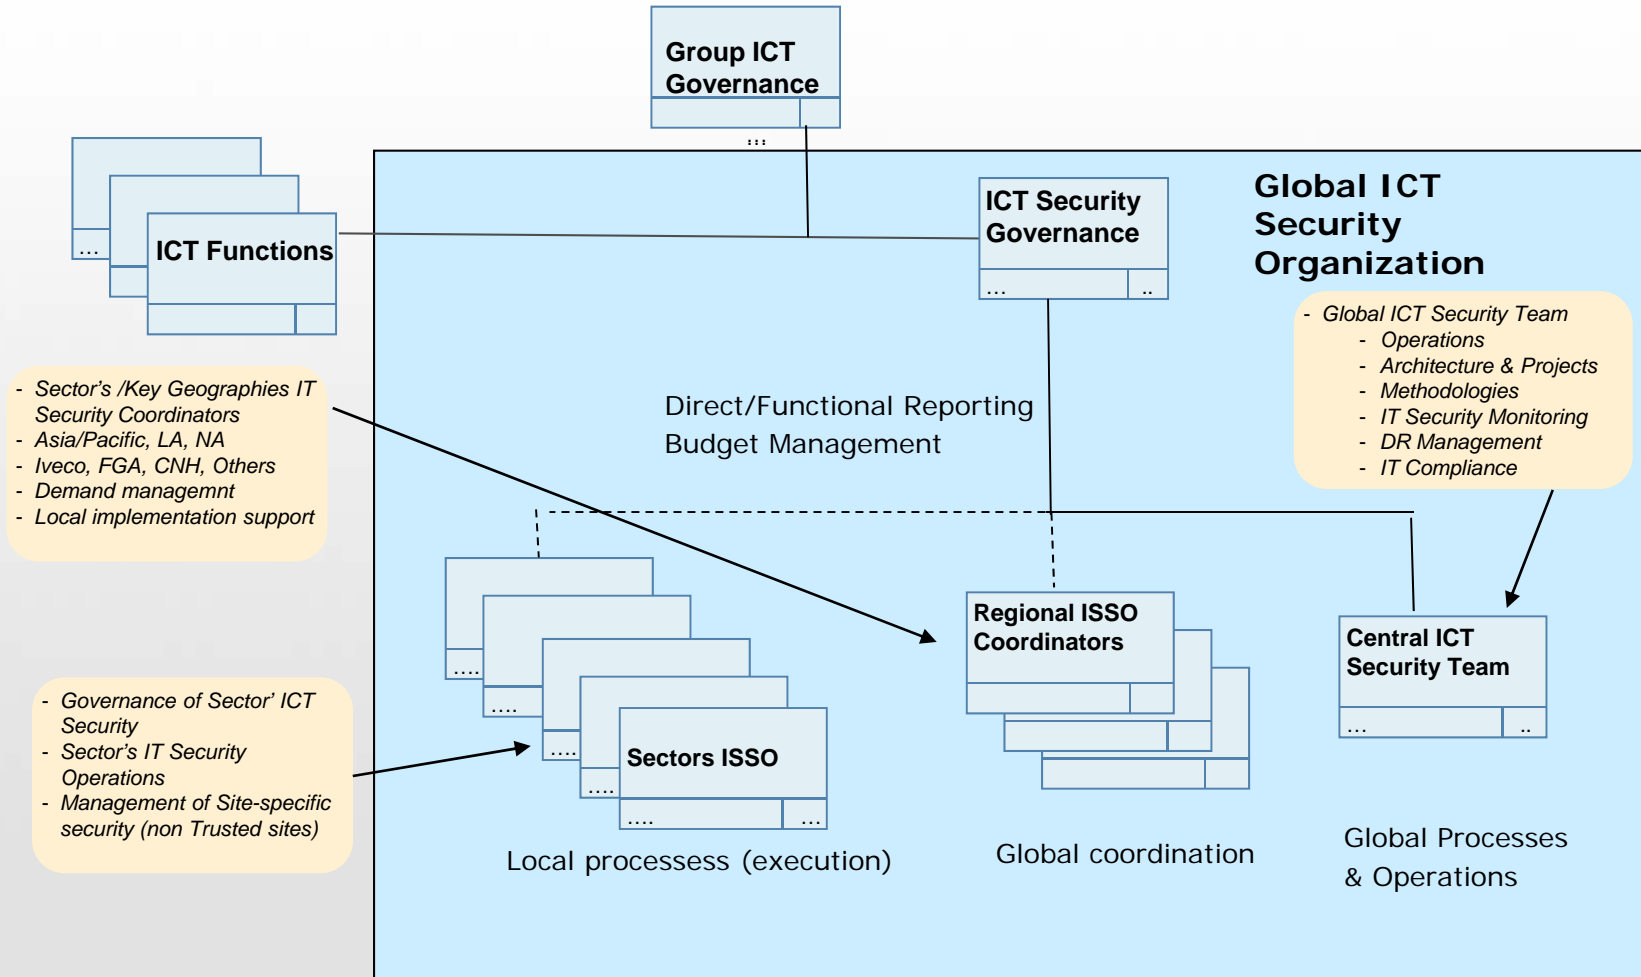 Group ICT
Governance
...
Global ICT
Security
Organization
ICT Security
Governance
...
..
...
ICT Functions
- Global ICT Security Team
- Operations
- Architecture & Projects
- Methodologies
- IT Security Monitoring
- DR Management
- IT Compliance
- Sector's /Key Geographies IT
Security Coordinators
- Asia/Pacific, LA, NA
- Iveco, FGA, CNH, Others
- Demand managemnt
- Local implementation support
Direct/Functional Reporting
Budget Management
Regional ISSO
Coordinators
Central ICT
Security Team
...
..
....
....
....
....
Sectors ISSO
....
...
- Governance of Sector' ICT
Security
- Sector's IT Security
Operations
- Management of Site-specific
security (non Trusted sites)
Local processess (execution)
Global coordination
Global Processes
& Operations